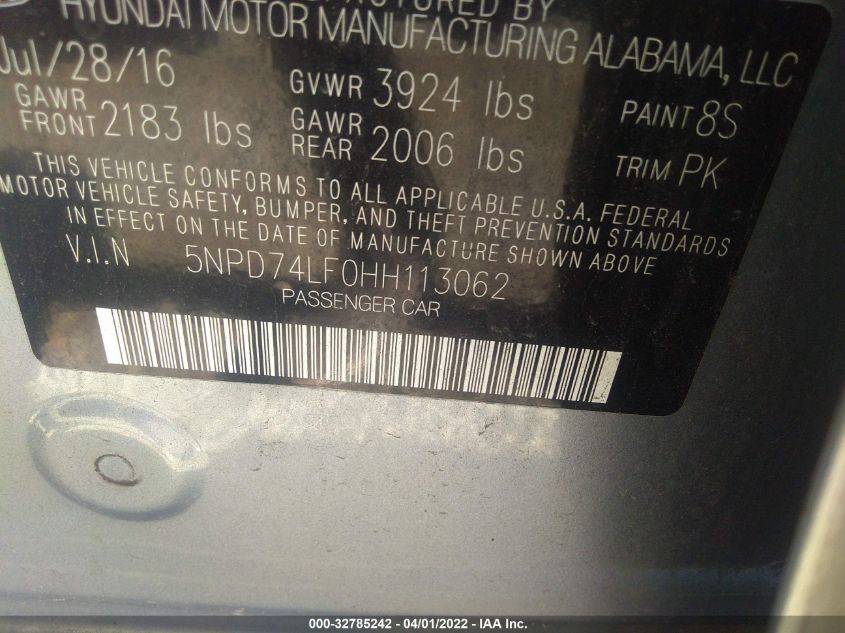 BY
HYUNDAI MOTOR MANUFACTURING ALABAMA, LLC
Jul/28/16 GVWR 3924 lbs PAINT 8S
GAWR FRONT 2183 lbs GAWR REAR 2006 lbs TRIM PK
THIS VEHICLE CONFORMS TO ALL APPLICABLE U.S.A. FEDERAL
MOTOR VEHICLE SAFETY, BUMPER, AND THEFT PREVENTION STANDARDS
IN EFFECT ON THE DATE OF MANUFACTURE SHOWN ABOVE
V.I.N 5NPD74LF0HH113062
PASSENGER CAR
000-32785242 - 04/01/2022 - IAA Inc.